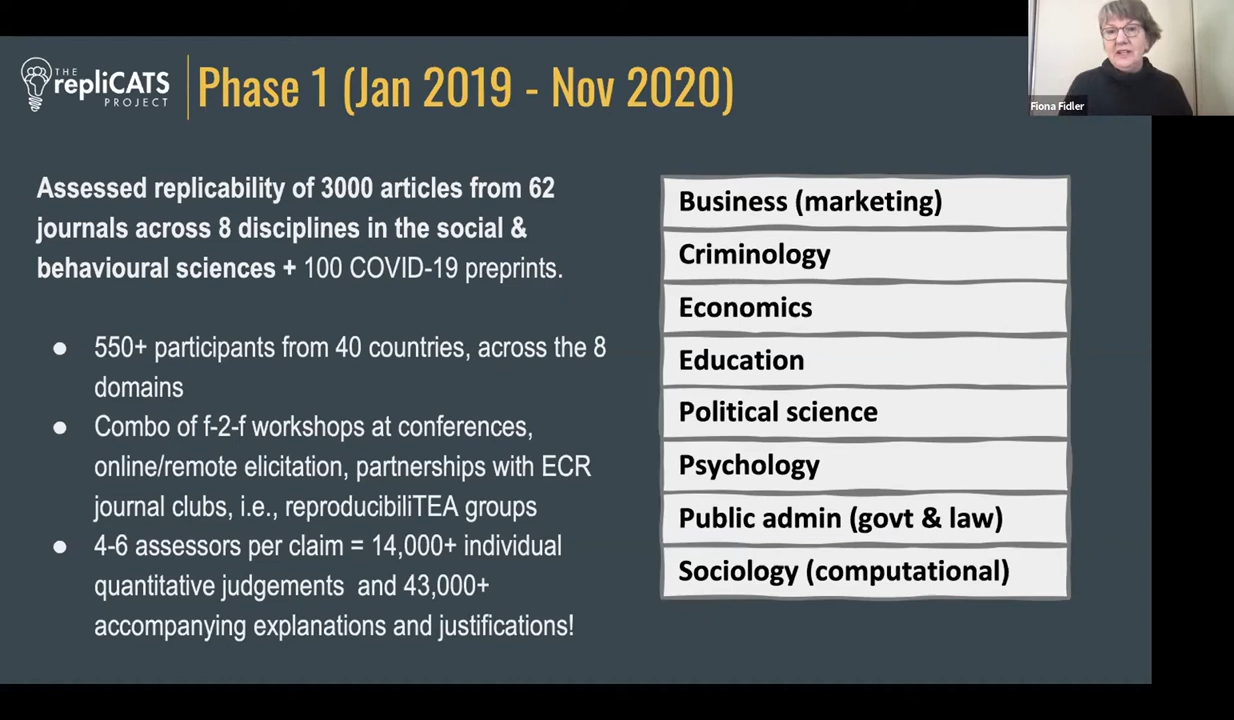 THE
repliCATS
PROJECT
Phase 1 (Jan 2019 - Nov 2020)
Fiona Fidler
Assessed replicability of 3000 articles from 62
journals across 8 disciplines in the social &
behavioural sciences + 100 COVID-19 preprints.
● 550+ participants from 40 countries, across the 8
domains
● Combo of f-2-f workshops at conferences,
online/remote elicitation, partnerships with ECR
journal clubs, i.e., reproducibiliTEA groups
● 4-6 assessors per claim = 14,000+ individual
quantitative judgements and 43,000+
accompanying explanations and justifications!
Business (marketing)
Criminology
Economics
Education
Political science
Psychology
Public admin (govt & law)
Sociology (computational)